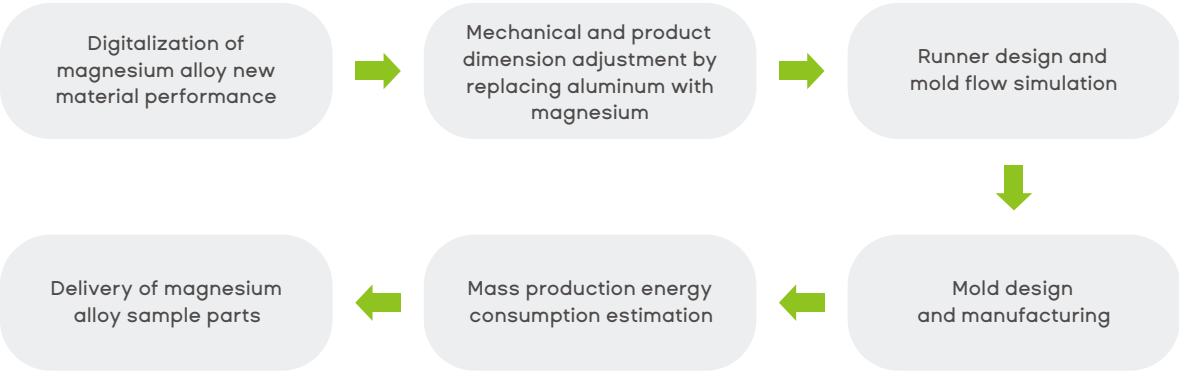 Digitalization of
magnesium alloy new
material performance
Mechanical and product
dimension adjustment by
replacing aluminum with
magnesium
Runner design and
mold flow simulation
Mold design
and manufacturing
Mass production energy
consumption estimation
Delivery of magnesium
alloy sample parts